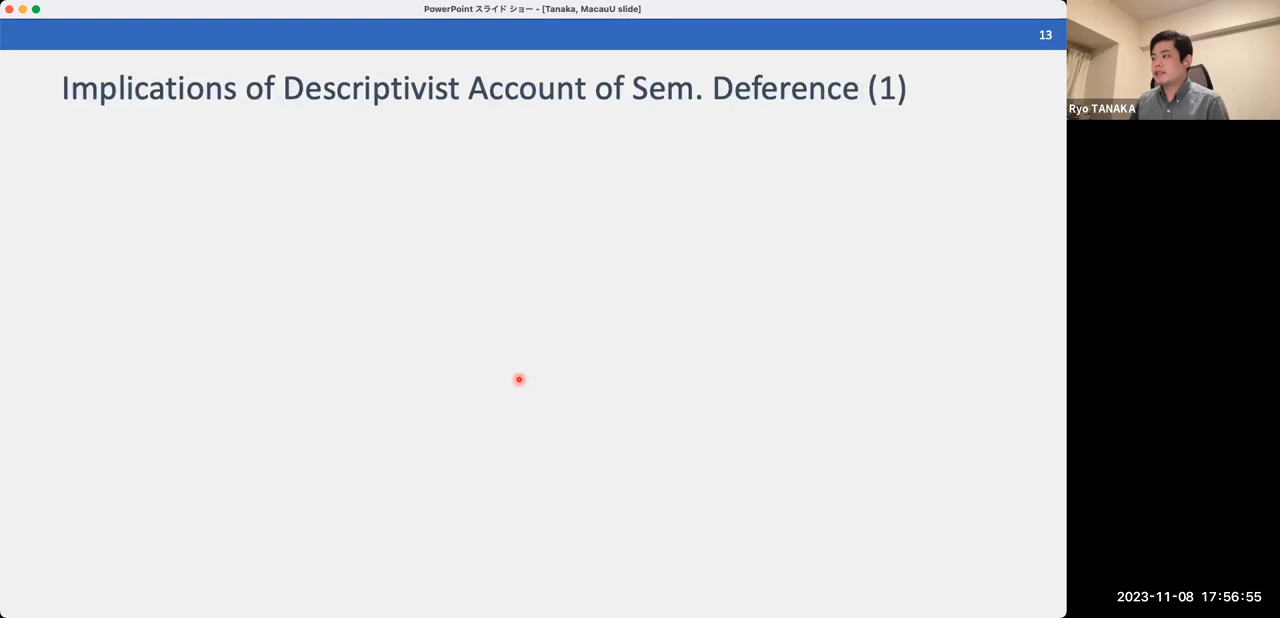 PowerPoint スライド ショー - [Tanaka, MacauU slide]
13
Implications of Descriptivist Account of Sem. Deference (1)
Ryo TANAKA
2023-11-08 17:56:55